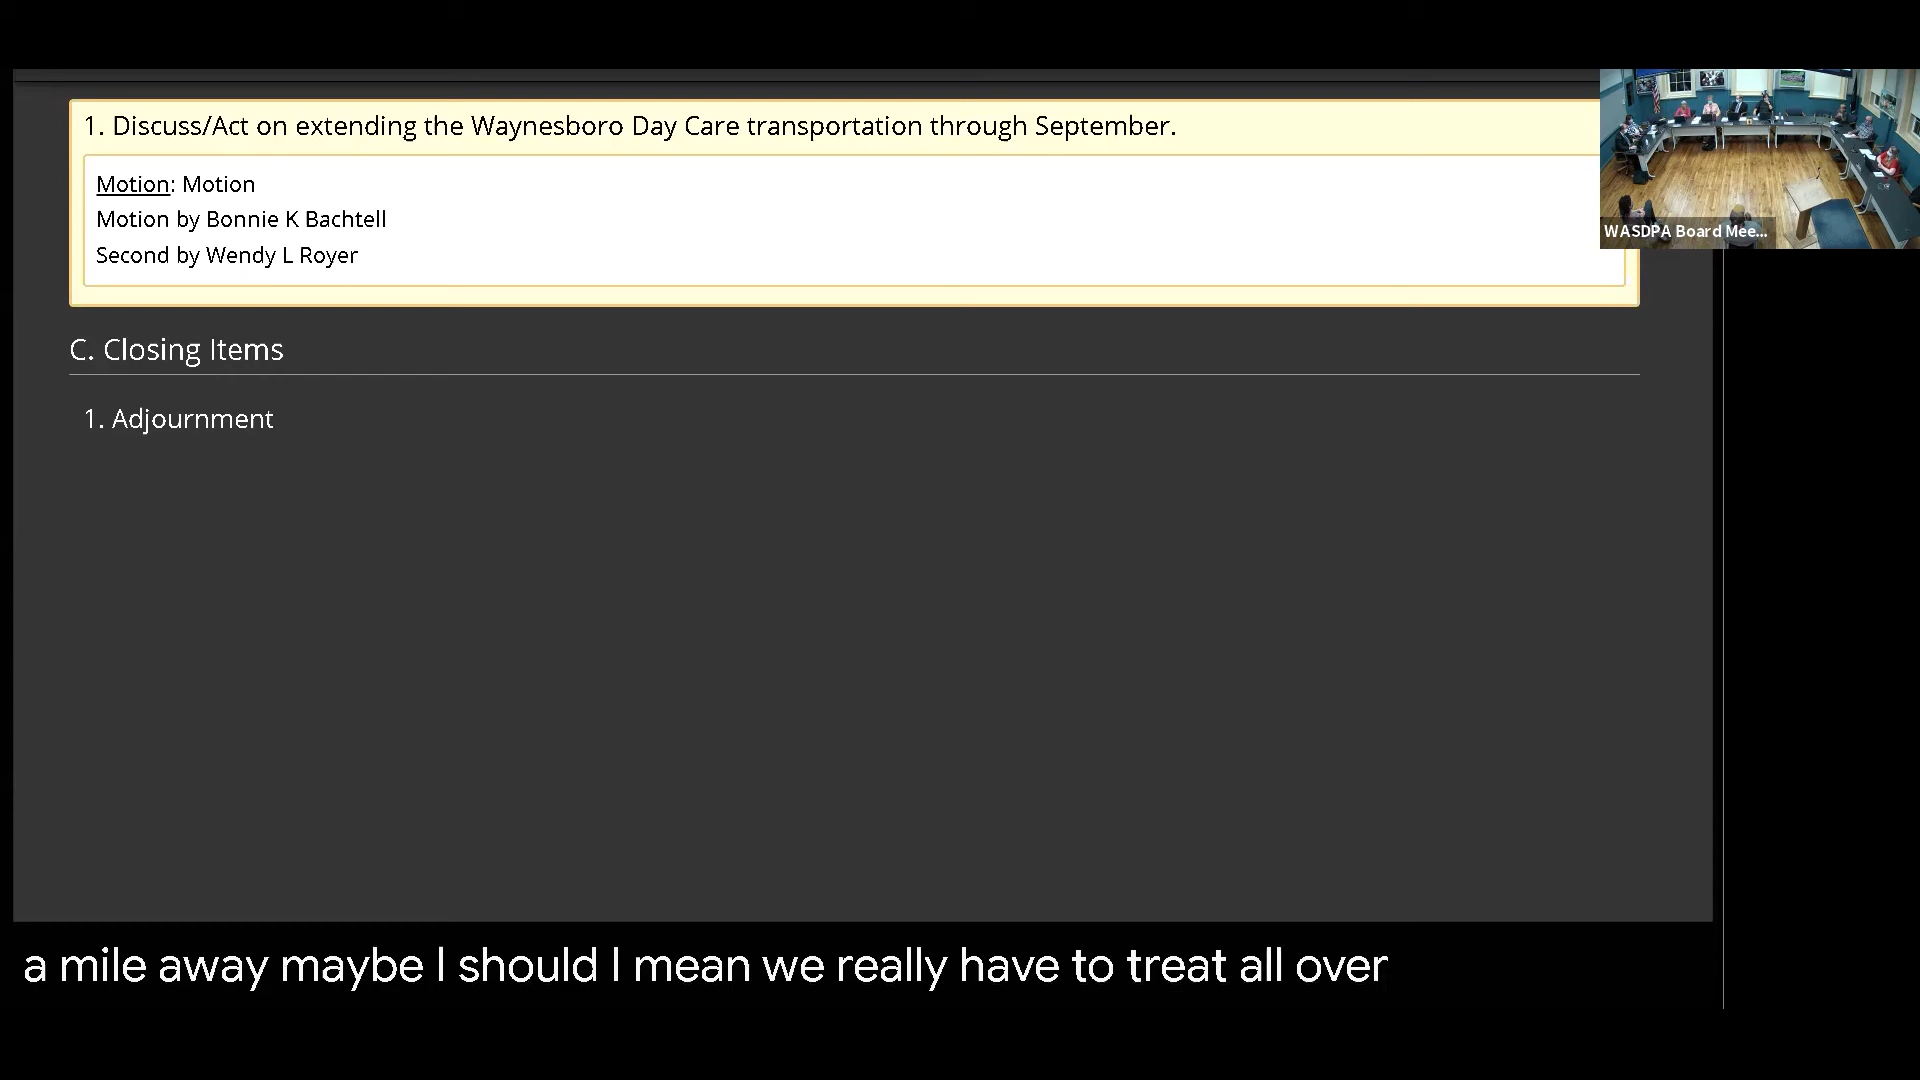 1. Discuss/Act on extending the Waynesboro Day Care transportation through September.
Motion: Motion
Motion by Bonnie K Bachtell
Second by Wendy L Royer
WASDPA Board Mee...
C. Closing Items
1. Adjournment
a mile away maybe I should I mean we really have to treat all over